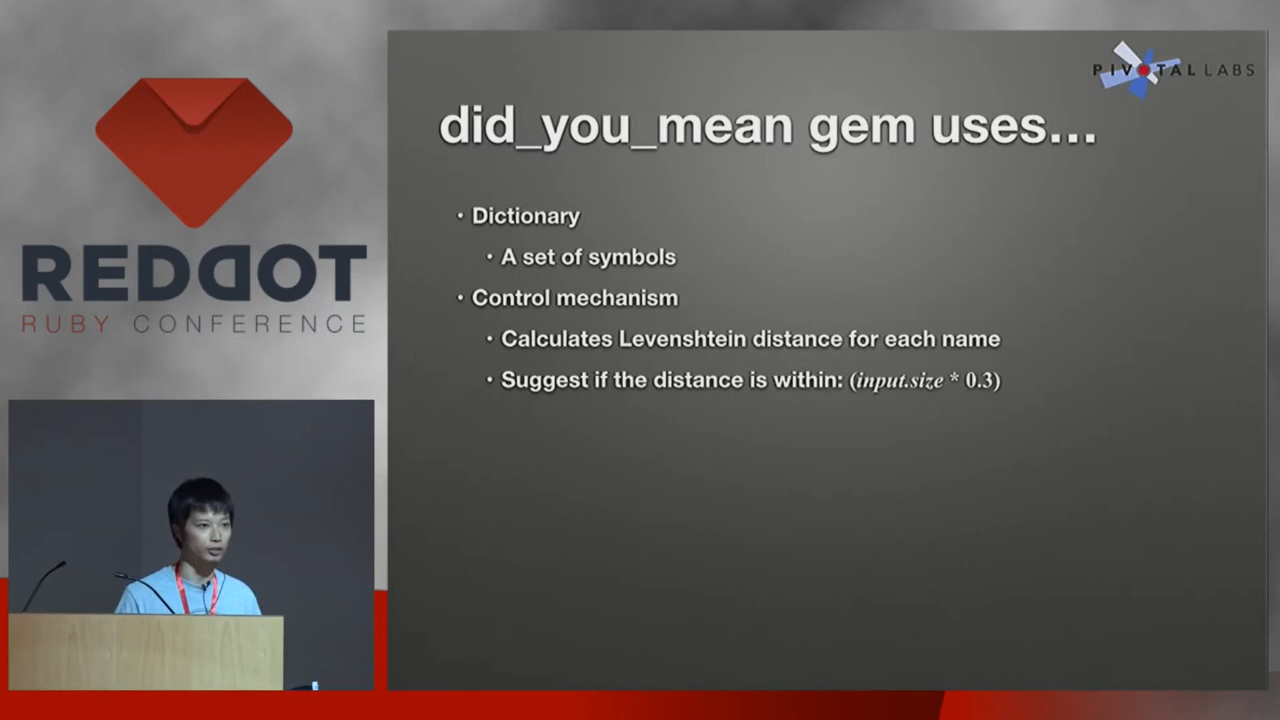 REDDOT
RUBY CONFERENCE
PIVOTAL LABS
did_you_mean gem uses...
• Dictionary
• A set of symbols
• Control mechanism
• Calculates Levenshtein distance for each name
• Suggest if the distance is within: (input.size * 0.3)